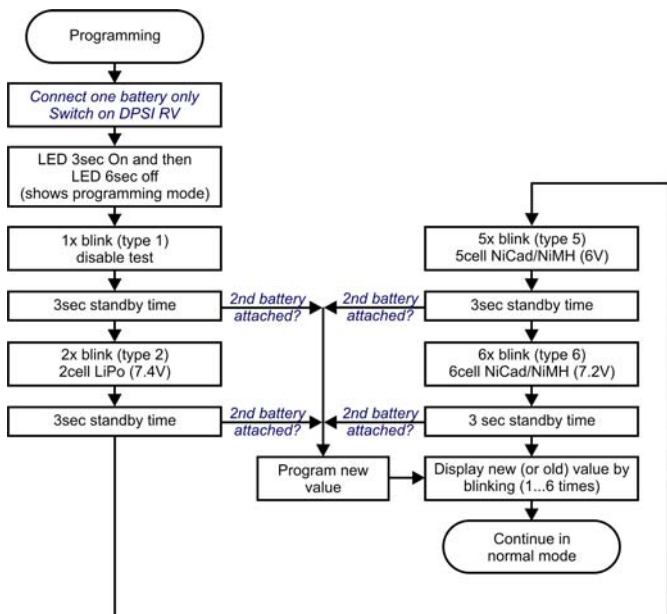 Programming
Connect one battery only
Switch on DPSI RV
LED 3sec On and then
LED 6sec off
(shows programming mode)
1x blink (type 1)
disable test
3sec standby time
2nd battery
attached?
2x blink (type 2)
2cell LiPo (7.4V)
3sec standby time
2nd battery
attached?
5x blink (type 5)
5cell NiCad/NiMH (6V)
2nd battery
attached?
3sec standby time
6x blink (type 6)
6cell NiCad/NiMH (7.2V)
2nd battery
attached?
3 sec standby time
Program new
value
Display new (or old) value by
blinking (1...6 times)
Continue in
normal mode